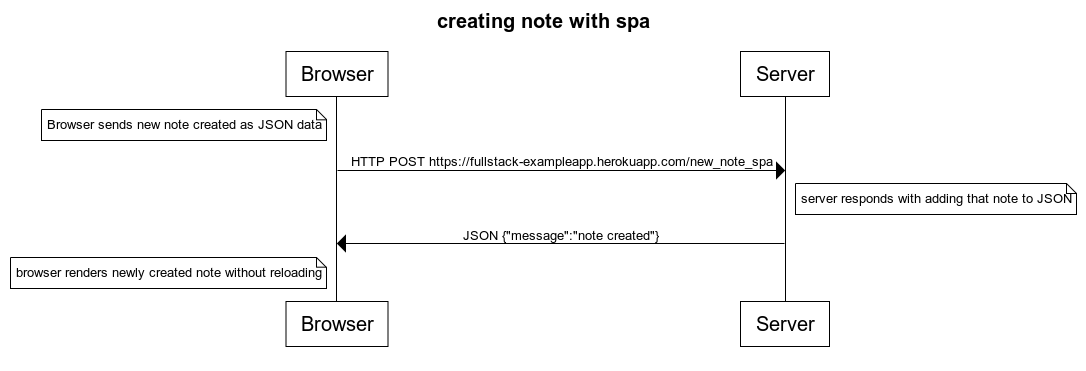 creating note with spa
Browser
Server
Browser sends new note created as JSON data
HTTP POST https://fullstack-exampleapp.herokuapp.com/new_note_spa
server responds with adding that note to JSON
JSON {"message":"note created"}
browser renders newly created note without reloading
Browser
Server